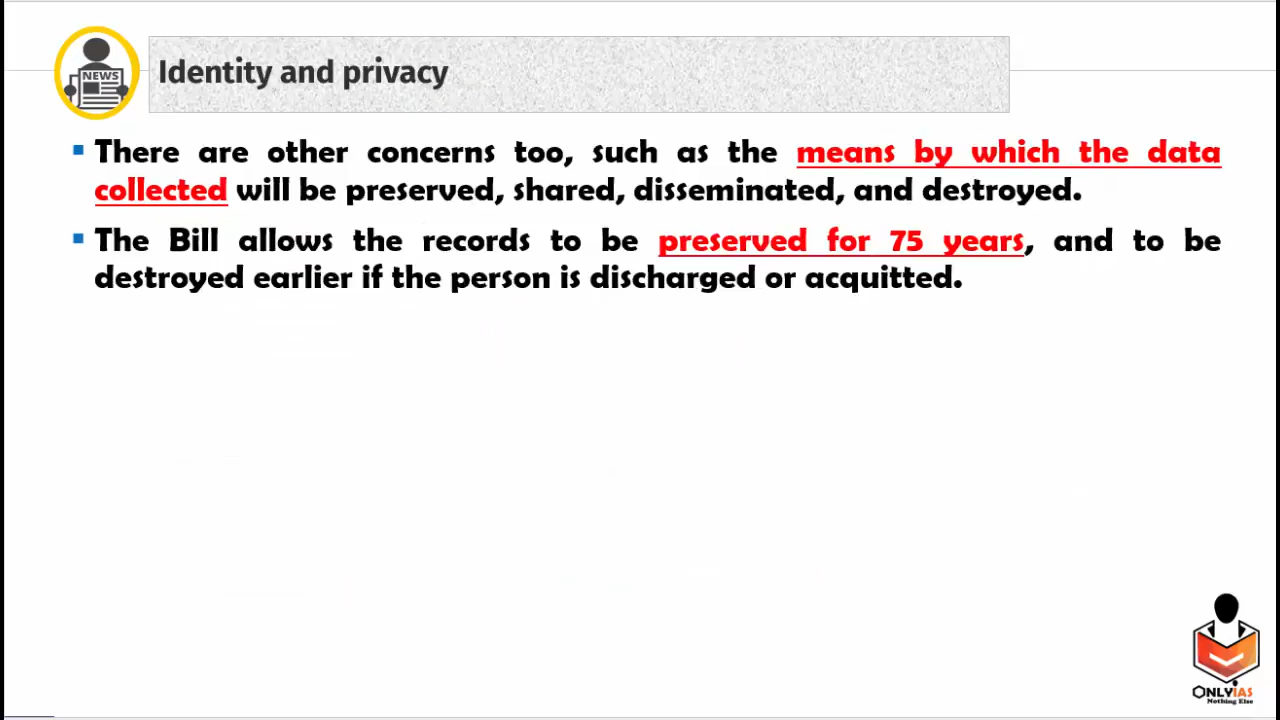 NEWS
Identity and privacy
There are other concerns too, such as the means by which the data
collected will be preserved, shared, disseminated, and destroyed.
The Bill allows the records to be preserved for 75 years, and to be
destroyed earlier if the person is discharged or acquitted.
ONLYIAS
Nothing Else